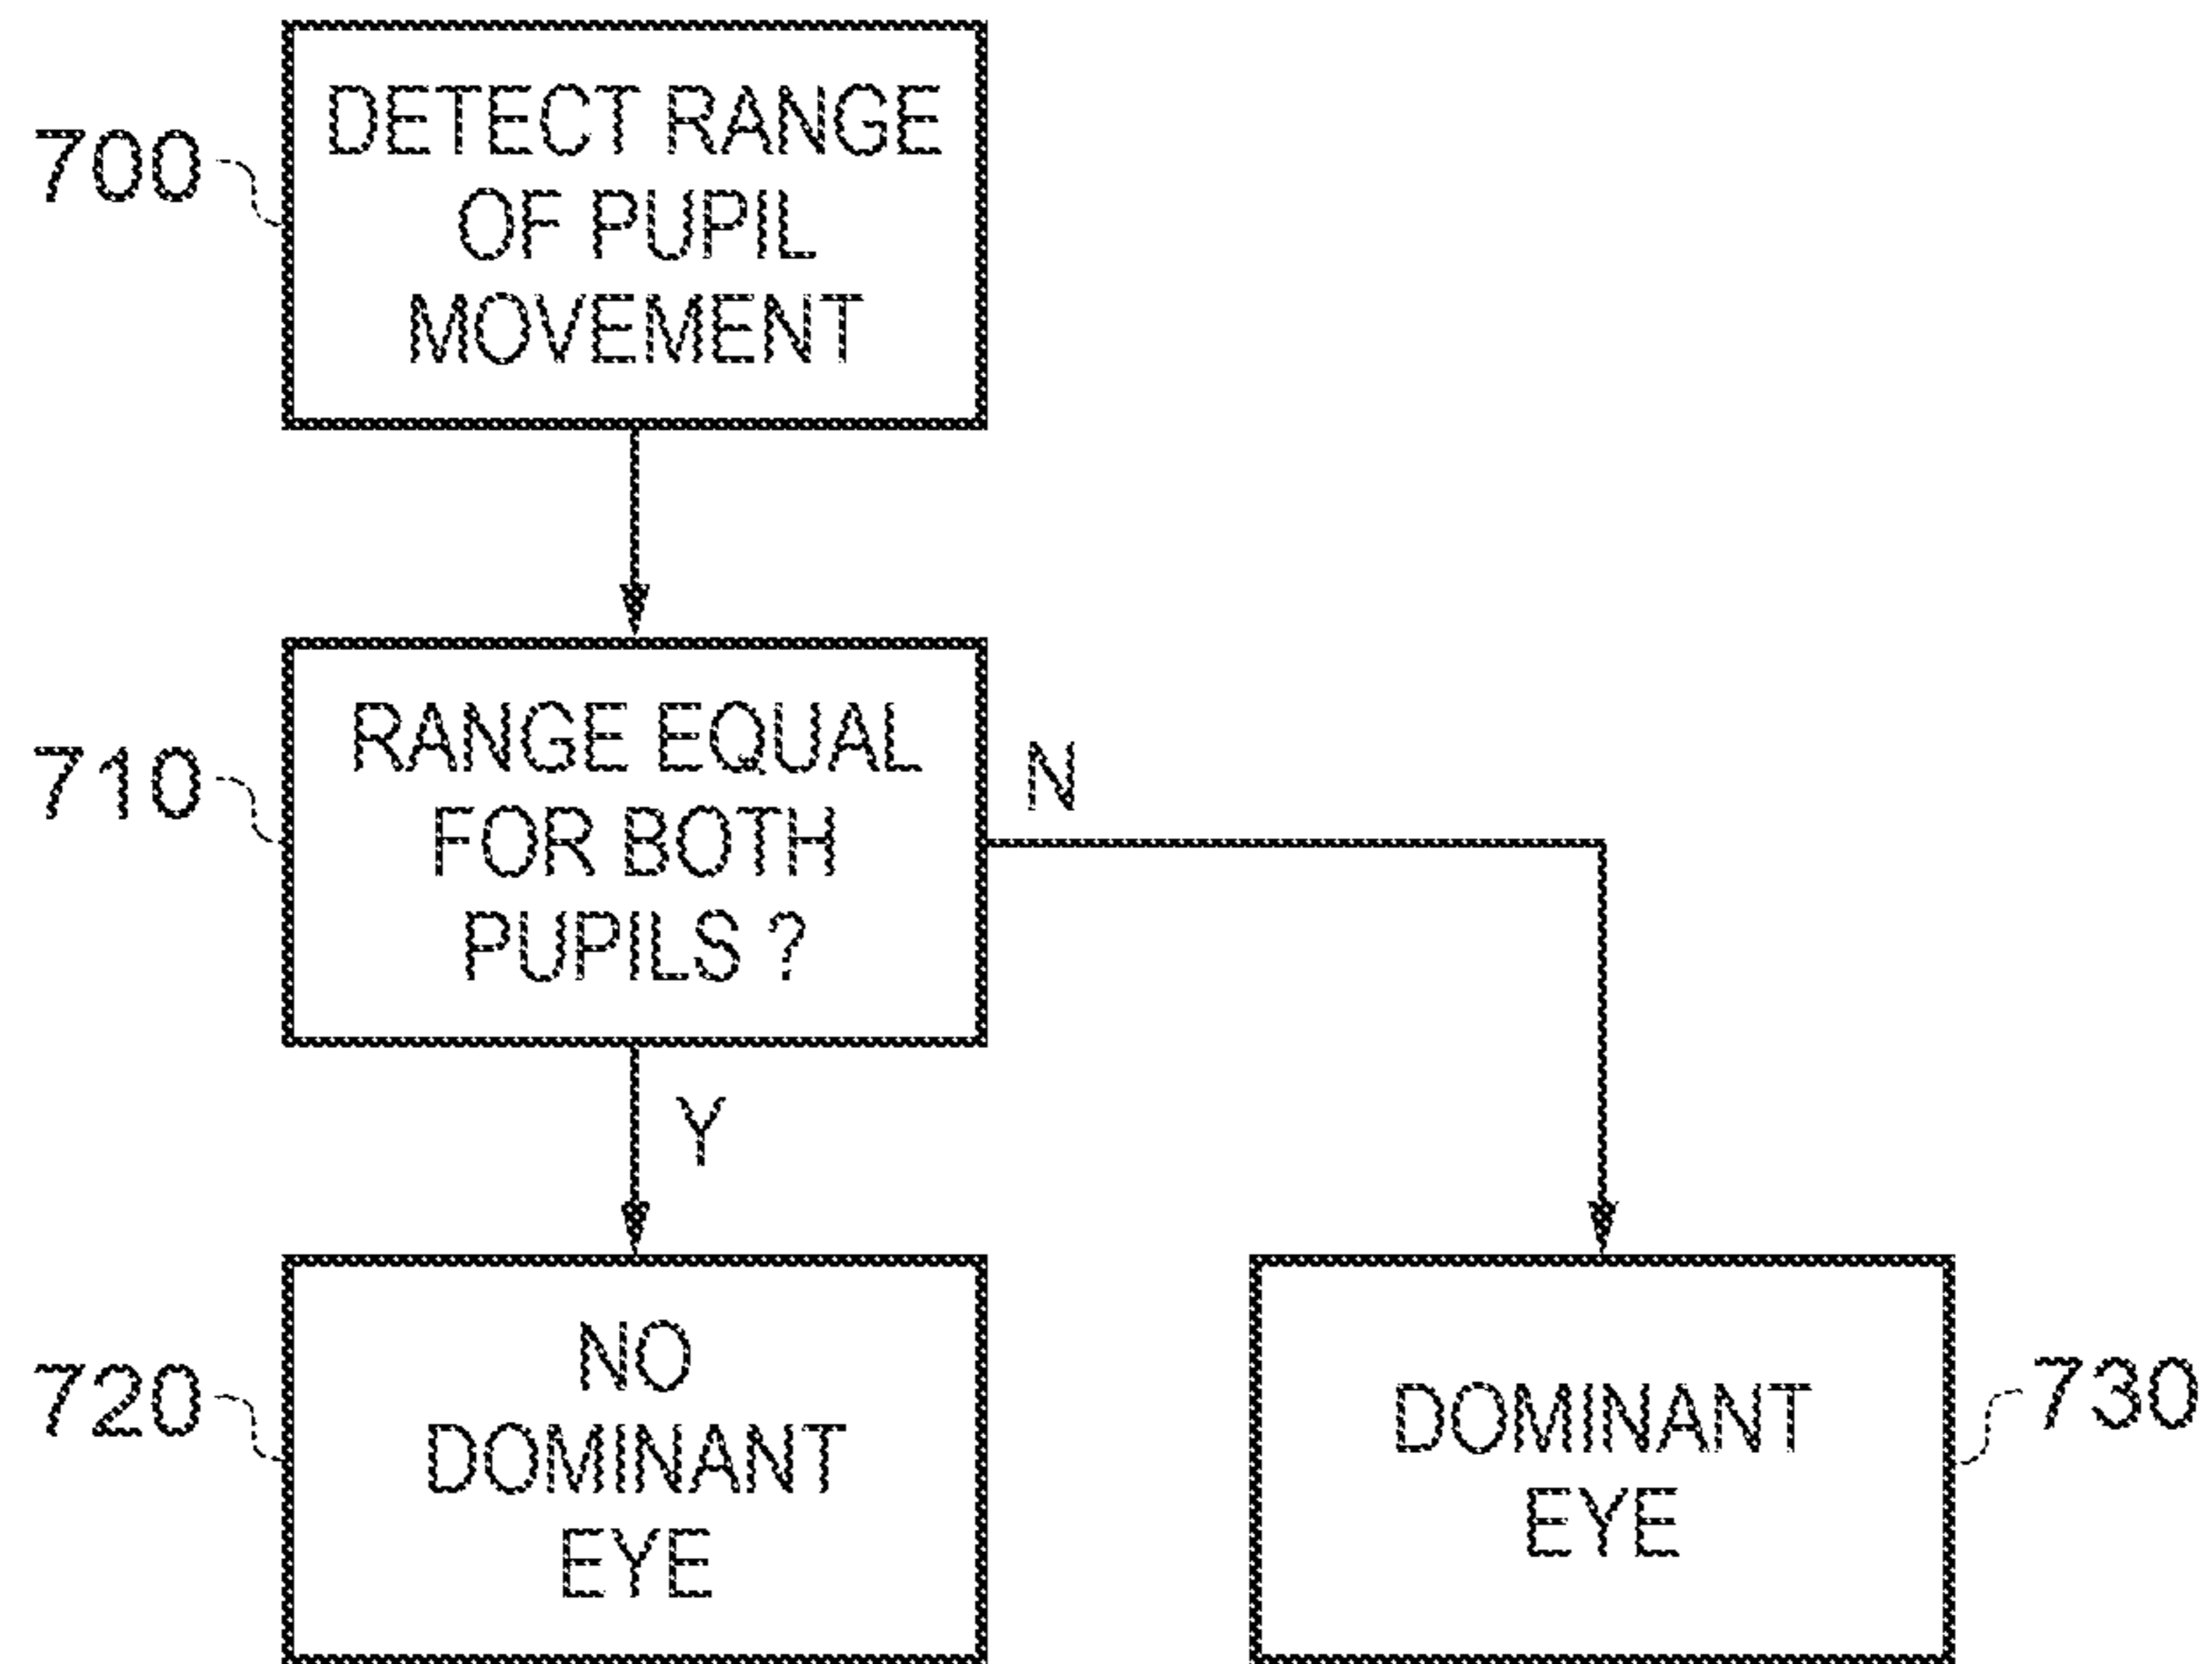 700
DETECT RANGE
OF PUPIL
MOVEMENT
710
RANGE EQUAL
FOR BOTH
PUPILS ?
N
Y
720
NO
DOMINANT
EYE
DOMINANT
EYE
730